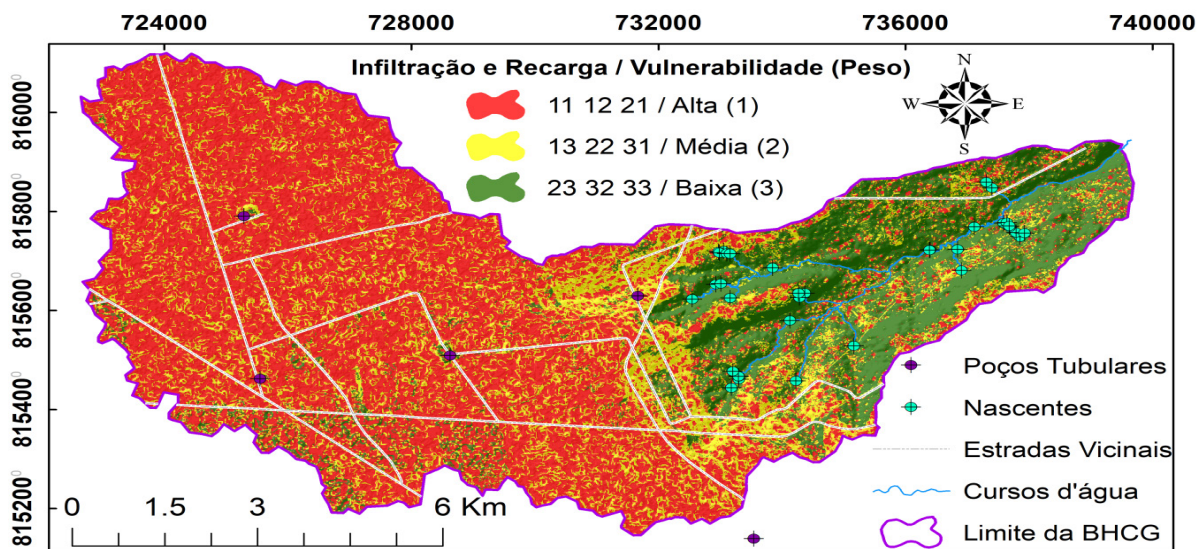 724000 728000 732000 736000 740000
Infiltração e Recarga / Vulnerabilidade (Peso)
11 12 21 / Alta (1)
13 22 31 / Média (2)
23 32 33 / Baixa (3)
N
W E
S
8160000
8158000
8156000
8154000
8152000
Poços Tubulares
Nascentes
Estradas Vicinais
Cursos d'água
Limite da BHCG
0 1.5 3 6 Km